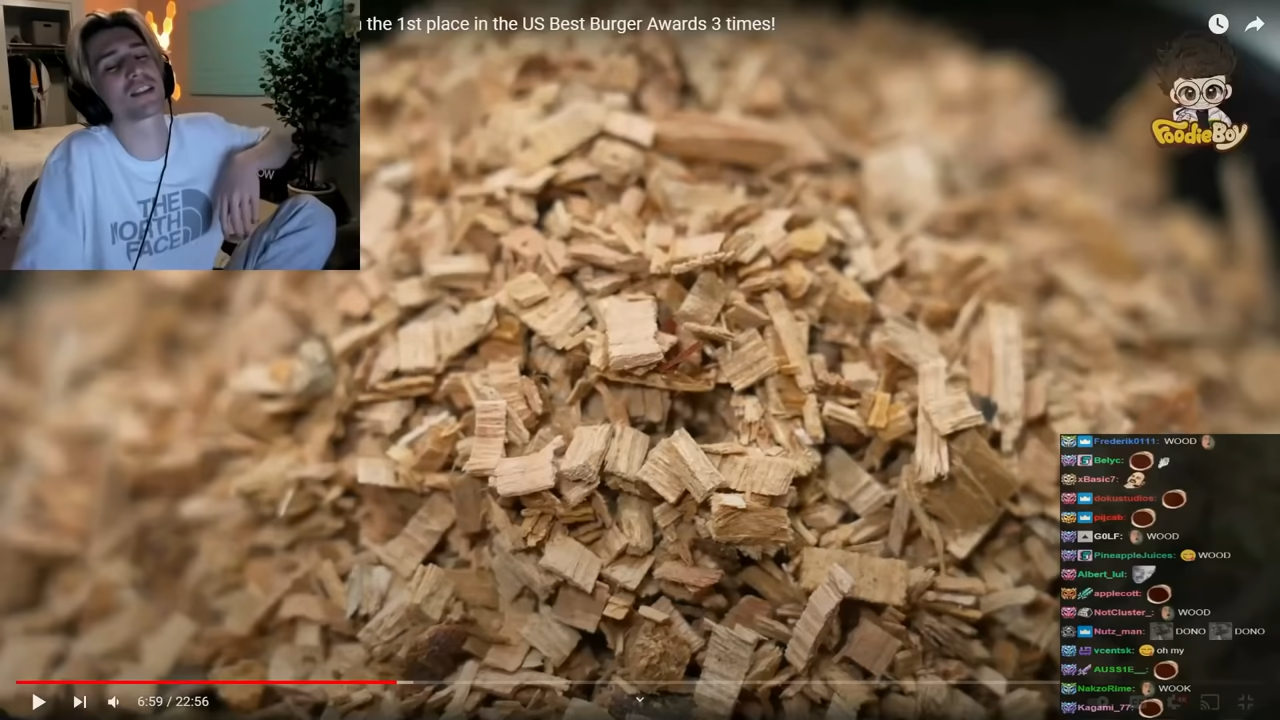 the 1st place in the US Best Burger Awards 3 times!
FoodieBoy
THE
NORTH
FACE
OW
Frederik0111: WOOD
Belyc:
xBasic7:
dokustudios:
pijcab:
G0LF: WOOD
PineappleJuices: WOOD
Albert_lul:
applecott:
NotCluster_: WOOD
Nutz_man: DONO DONO
vcentsk: oh my
AUSS1E__:
NakzoRime: WOOK
Kagami_77:
6:59 / 22:56